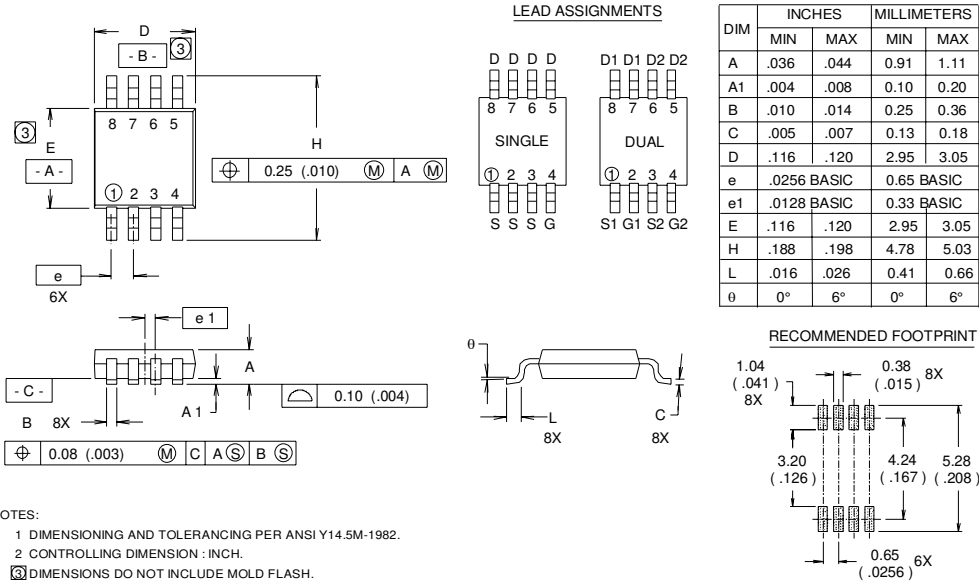 LEAD ASSIGNMENTS
D
- B -
3
8 7 6 5
3
E
- A -
1 2 3 4
H
0.25 (.010) M A M
e
6X
D D D D
8 7 6 5
SINGLE
1 2 3 4
S S S G
D1 D1 D2 D2
8 7 6 5
DUAL
1 2 3 4
S1 G1 S2 G2
DIM INCHES MILLIMETERS
MIN MAX MIN MAX
A .036 .044 0.91 1.11
A1 .004 .008 0.10 0.20
B .010 .014 0.25 0.36
C .005 .007 0.13 0.18
D .116 .120 2.95 3.05
e .0256 BASIC 0.65 BASIC
e1 .0128 BASIC 0.33 BASIC
E .116 .120 2.95 3.05
H .188 .198 4.78 5.03
L .016 .026 0.41 0.66
θ 0° 6° 0° 6°
e 1
A
- C -
B 8X
A 1
0.10 (.004)
0.08 (.003) M C A S B S
θ
L
8X
C
8X
RECOMMENDED FOOTPRINT
1.04
( .041 )
8X
0.38
( .015 )
8X
3.20
( .126 )
4.24
( .167 )
5.28
( .208 )
0.65
( .0256 )
6X
OTES:
1 DIMENSIONING AND TOLERANCING PER ANSI Y14.5M-1982.
2 CONTROLLING DIMENSION : INCH.
3 DIMENSIONS DO NOT INCLUDE MOLD FLASH.